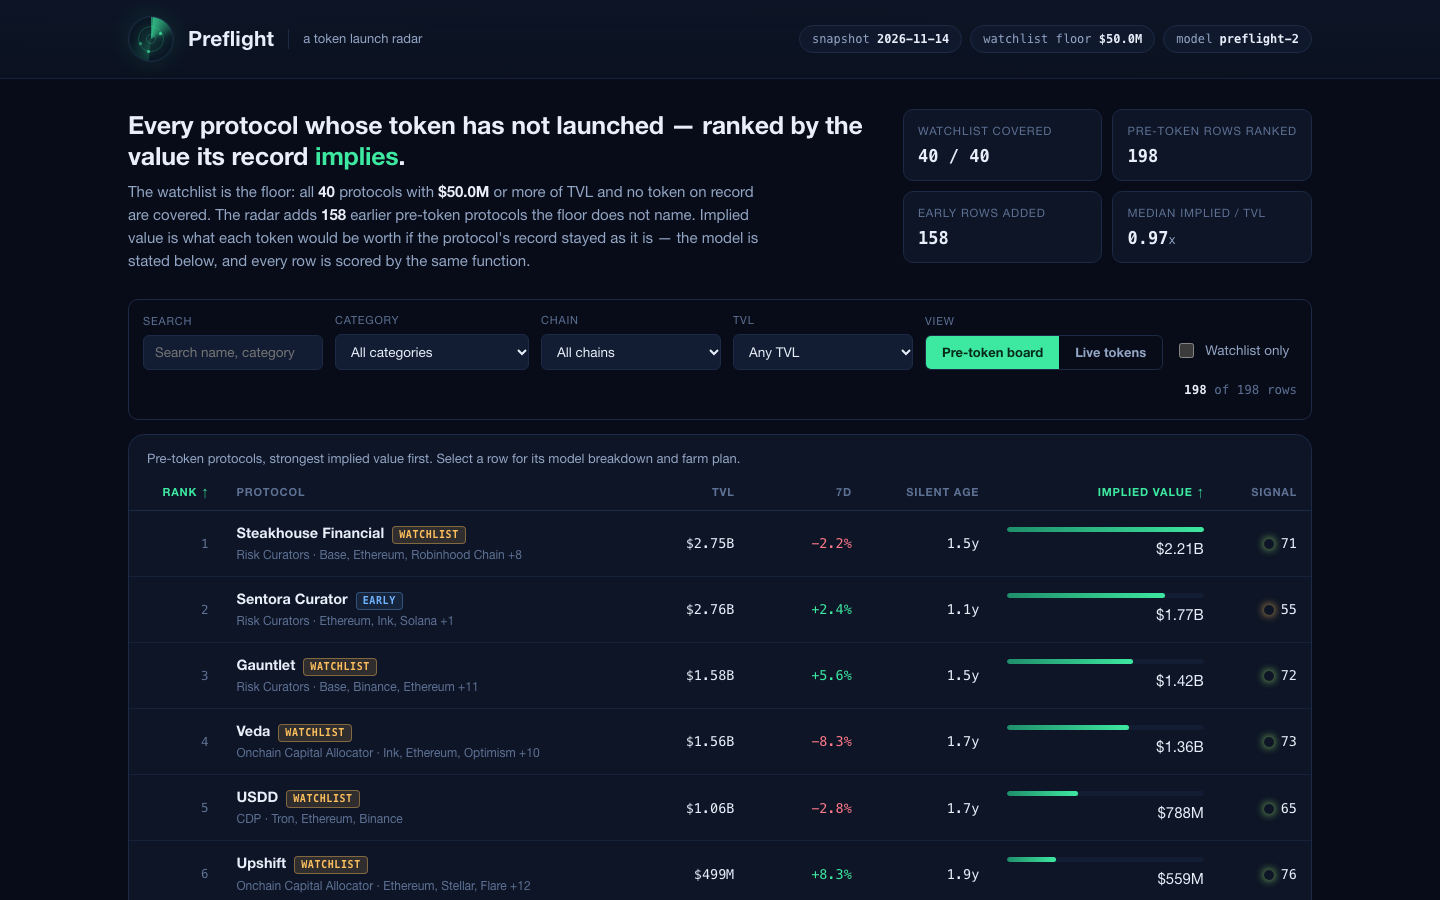 Preflight
a token launch radar
snapshot 2026–11–14
watchlist floor $50.0M
model preflight–2
Every protocol whose token has not launched — ranked by the
value its record implies.
The watchlist is the floor: all 40 protocols with $50.0M or more of TVL and no token on record
are covered. The radar adds 158 earlier pre-token protocols the floor does not name. Implied
value is what each token would be worth if the protocol's record stayed as it is — the model is
stated below, and every row is scored by the same function.
WATCHLIST COVERED
40 / 40
PRE-TOKEN ROWS RANKED
198
EARLY ROWS ADDED
158
MEDIAN IMPLIED / TVL
0.97x
SEARCH
Search name, category
CATEGORY
All categories
CHAIN
All chains
TVL
Any TVL
VIEW
Pre-token board
Live tokens
Watchlist only
198 of 198 rows
Pre-token protocols, strongest implied value first. Select a row for its model breakdown and farm plan.
RANK ↑ PROTOCOL TVL 7D SILENT AGE IMPLIED VALUE ↑ SIGNAL
1 Steakhouse Financial WATCHLIST $2.75B –2.2% 1.5y $2.21B 71
Risk Curators · Base, Ethereum, Robinhood Chain +8
2 Sentora Curator EARLY $2.76B +2.4% 1.1y $1.77B 55
Risk Curators · Ethereum, Ink, Solana +1
3 Gauntlet WATCHLIST $1.58B +5.6% 1.5y $1.42B 72
Risk Curators · Base, Binance, Ethereum +11
4 Veda WATCHLIST $1.56B –8.3% 1.7y $1.36B 73
Onchain Capital Allocator · Ink, Ethereum, Optimism +10
5 USDD WATCHLIST $1.06B –2.8% 1.7y $788M 65
CDP · Tron, Ethereum, Binance
6 Upshift WATCHLIST $499M +8.3% 1.9y $559M 76
Onchain Capital Allocator · Ethereum, Stellar, Flare +12